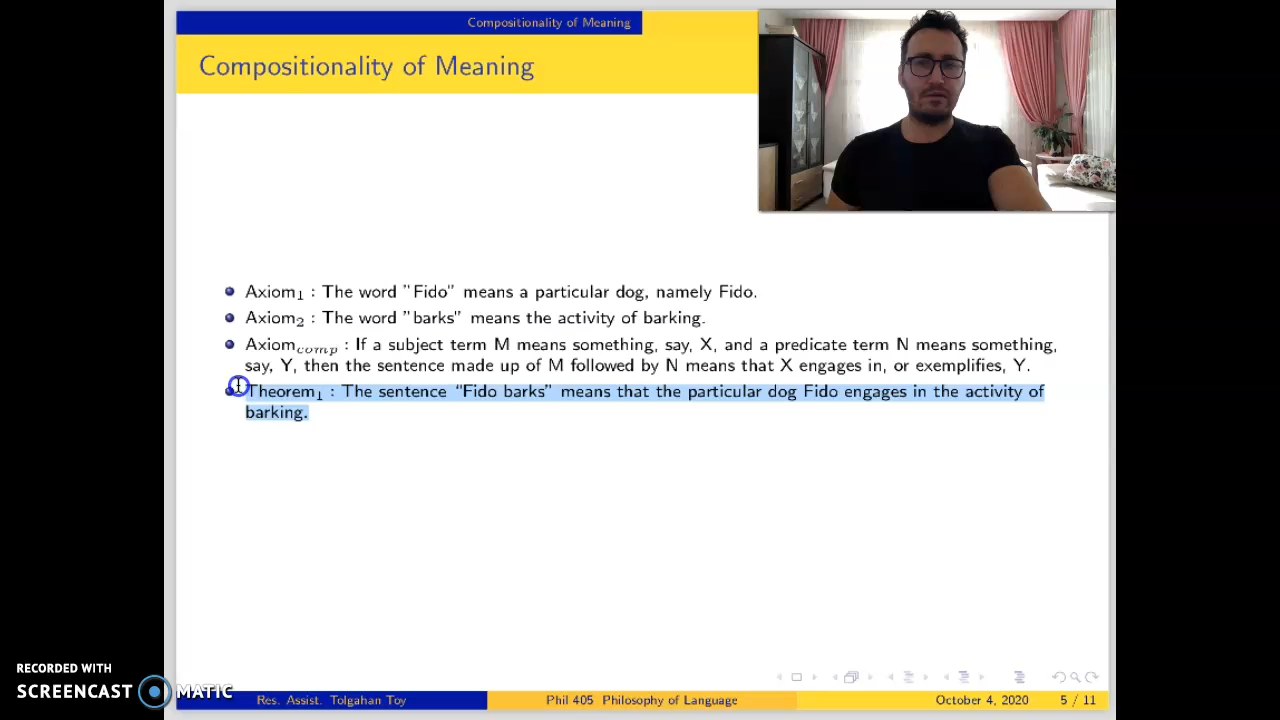 Compositionality of Meaning
Compositionality of Meaning
Axiom1 : The word "Fido" means a particular dog, namely Fido.
Axiom2 : The word "barks" means the activity of barking.
Axiomcomp : If a subject term M means something, say, X, and a predicate term N means something,
say, Y, then the sentence made up of M followed by N means that X engages in, or exemplifies, Y.
Theorem1 : The sentence “Fido barks” means that the particular dog Fido engages in the activity of
barking.
RECORDED WITH
SCREENCAST MATIC
Res. Assist. Tolgahan Toy Phil 405 Philosophy of Language October 4, 2020 5 / 11